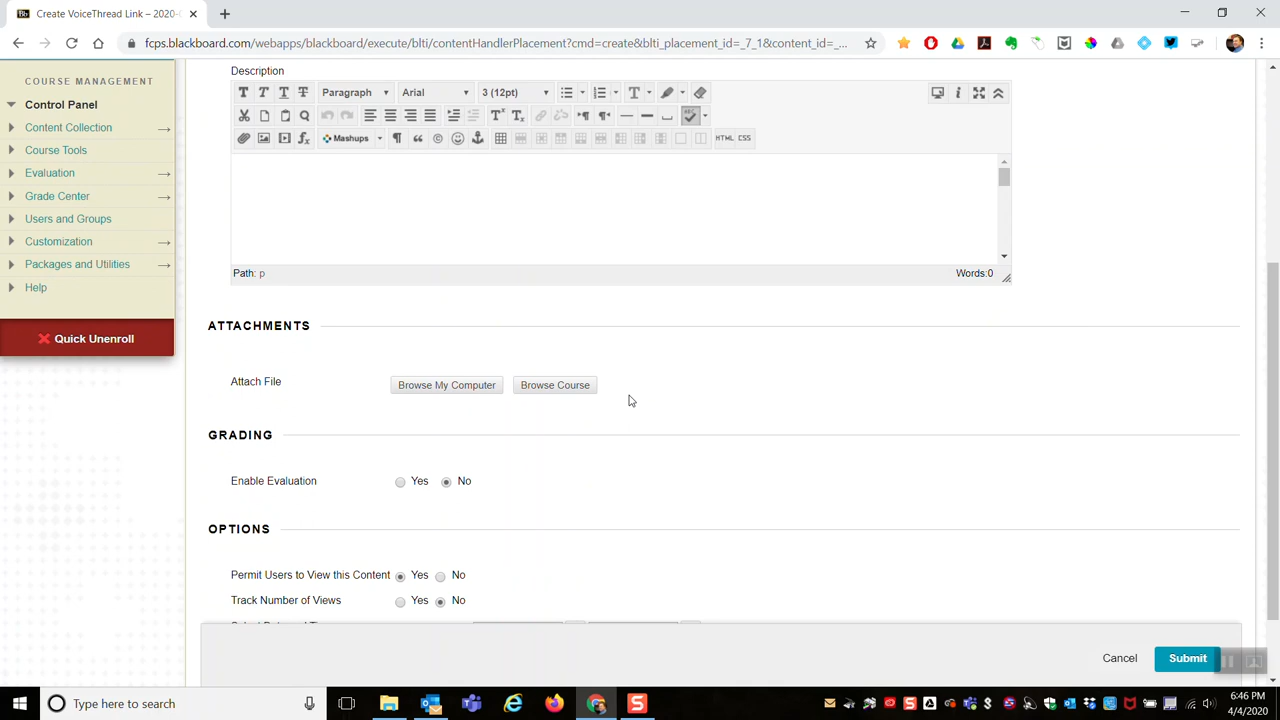 Create VoiceThread Link – 2020-
fcps.blackboard.com/webapps/blackboard/execute/blti/contentHandlerPlacement?cmd=create&blti_placement_id=_7_1&content_id=_...
COURSE MANAGEMENT
Control Panel
Content Collection
Course Tools
Evaluation
Grade Center
Users and Groups
Customization
Packages and Utilities
Help
Quick Unenroll
Description
T T T T Paragraph Arial 3 (12pt)
Mashups HTML CSS
Path: p Words:0
ATTACHMENTS
Attach File Browse My Computer Browse Course
GRADING
Enable Evaluation Yes No
OPTIONS
Permit Users to View this Content Yes No
Track Number of Views Yes No
Cancel Submit
Type here to search
6:46 PM
4/4/2020